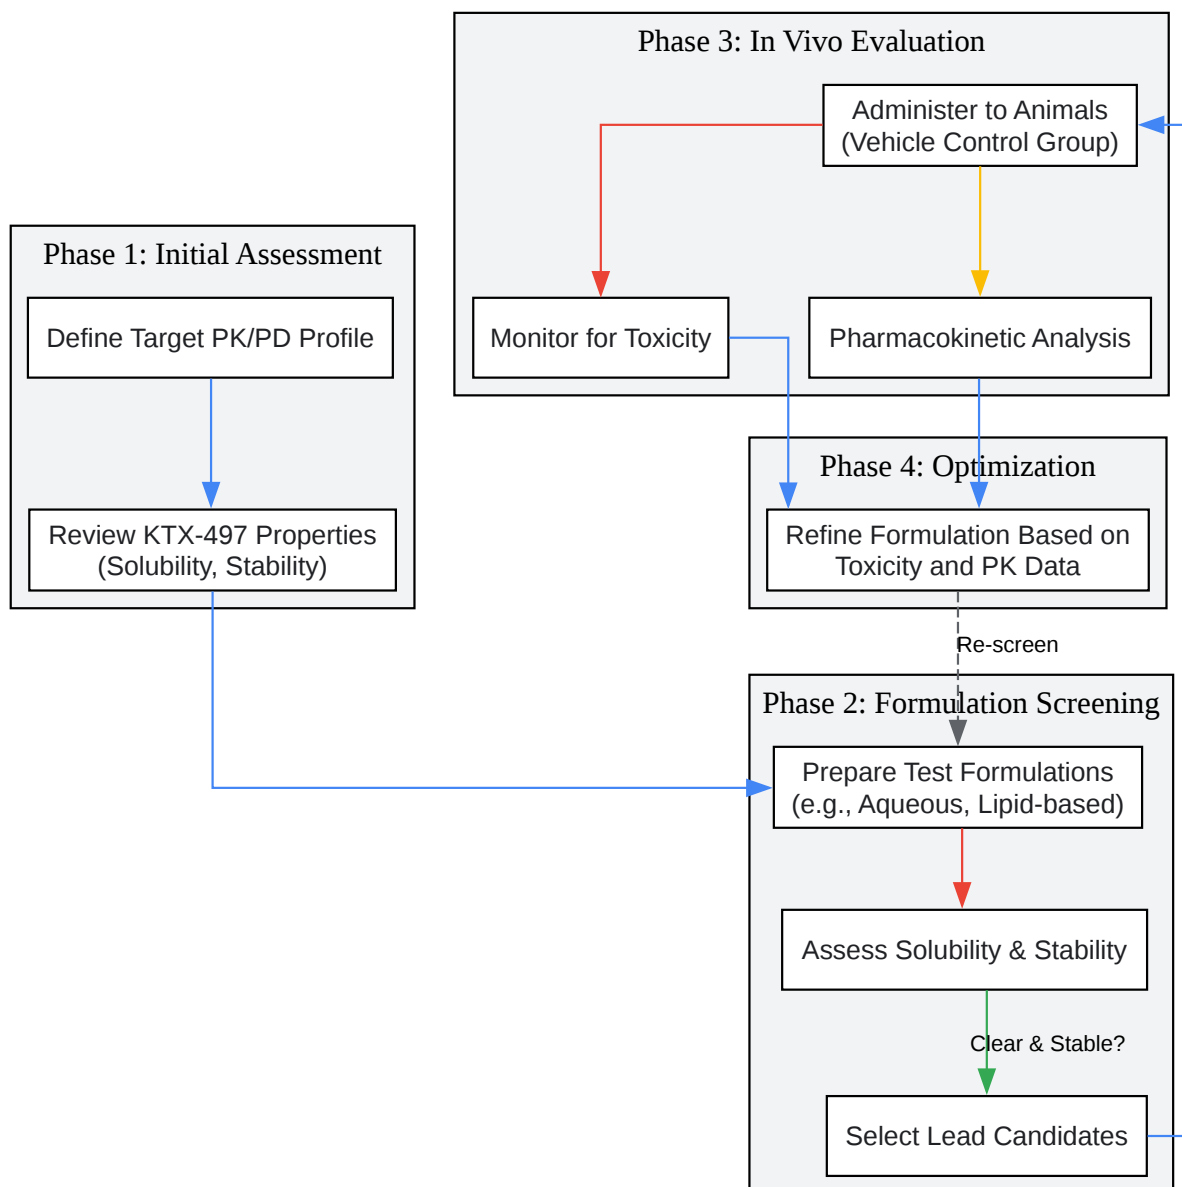 Phase 3: In Vivo Evaluation
Administer to Animals
(Vehicle Control Group)
Monitor for Toxicity
Pharmacokinetic Analysis
Phase 1: Initial Assessment
Define Target PK/PD Profile
Review KTX-497 Properties
(Solubility, Stability)
Phase 4: Optimization
Refine Formulation Based on
Toxicity and PK Data
Re-screen
Phase 2: Formulation Screening
Prepare Test Formulations
(e.g., Aqueous, Lipid-based)
Assess Solubility & Stability
Clear & Stable?
Select Lead Candidates